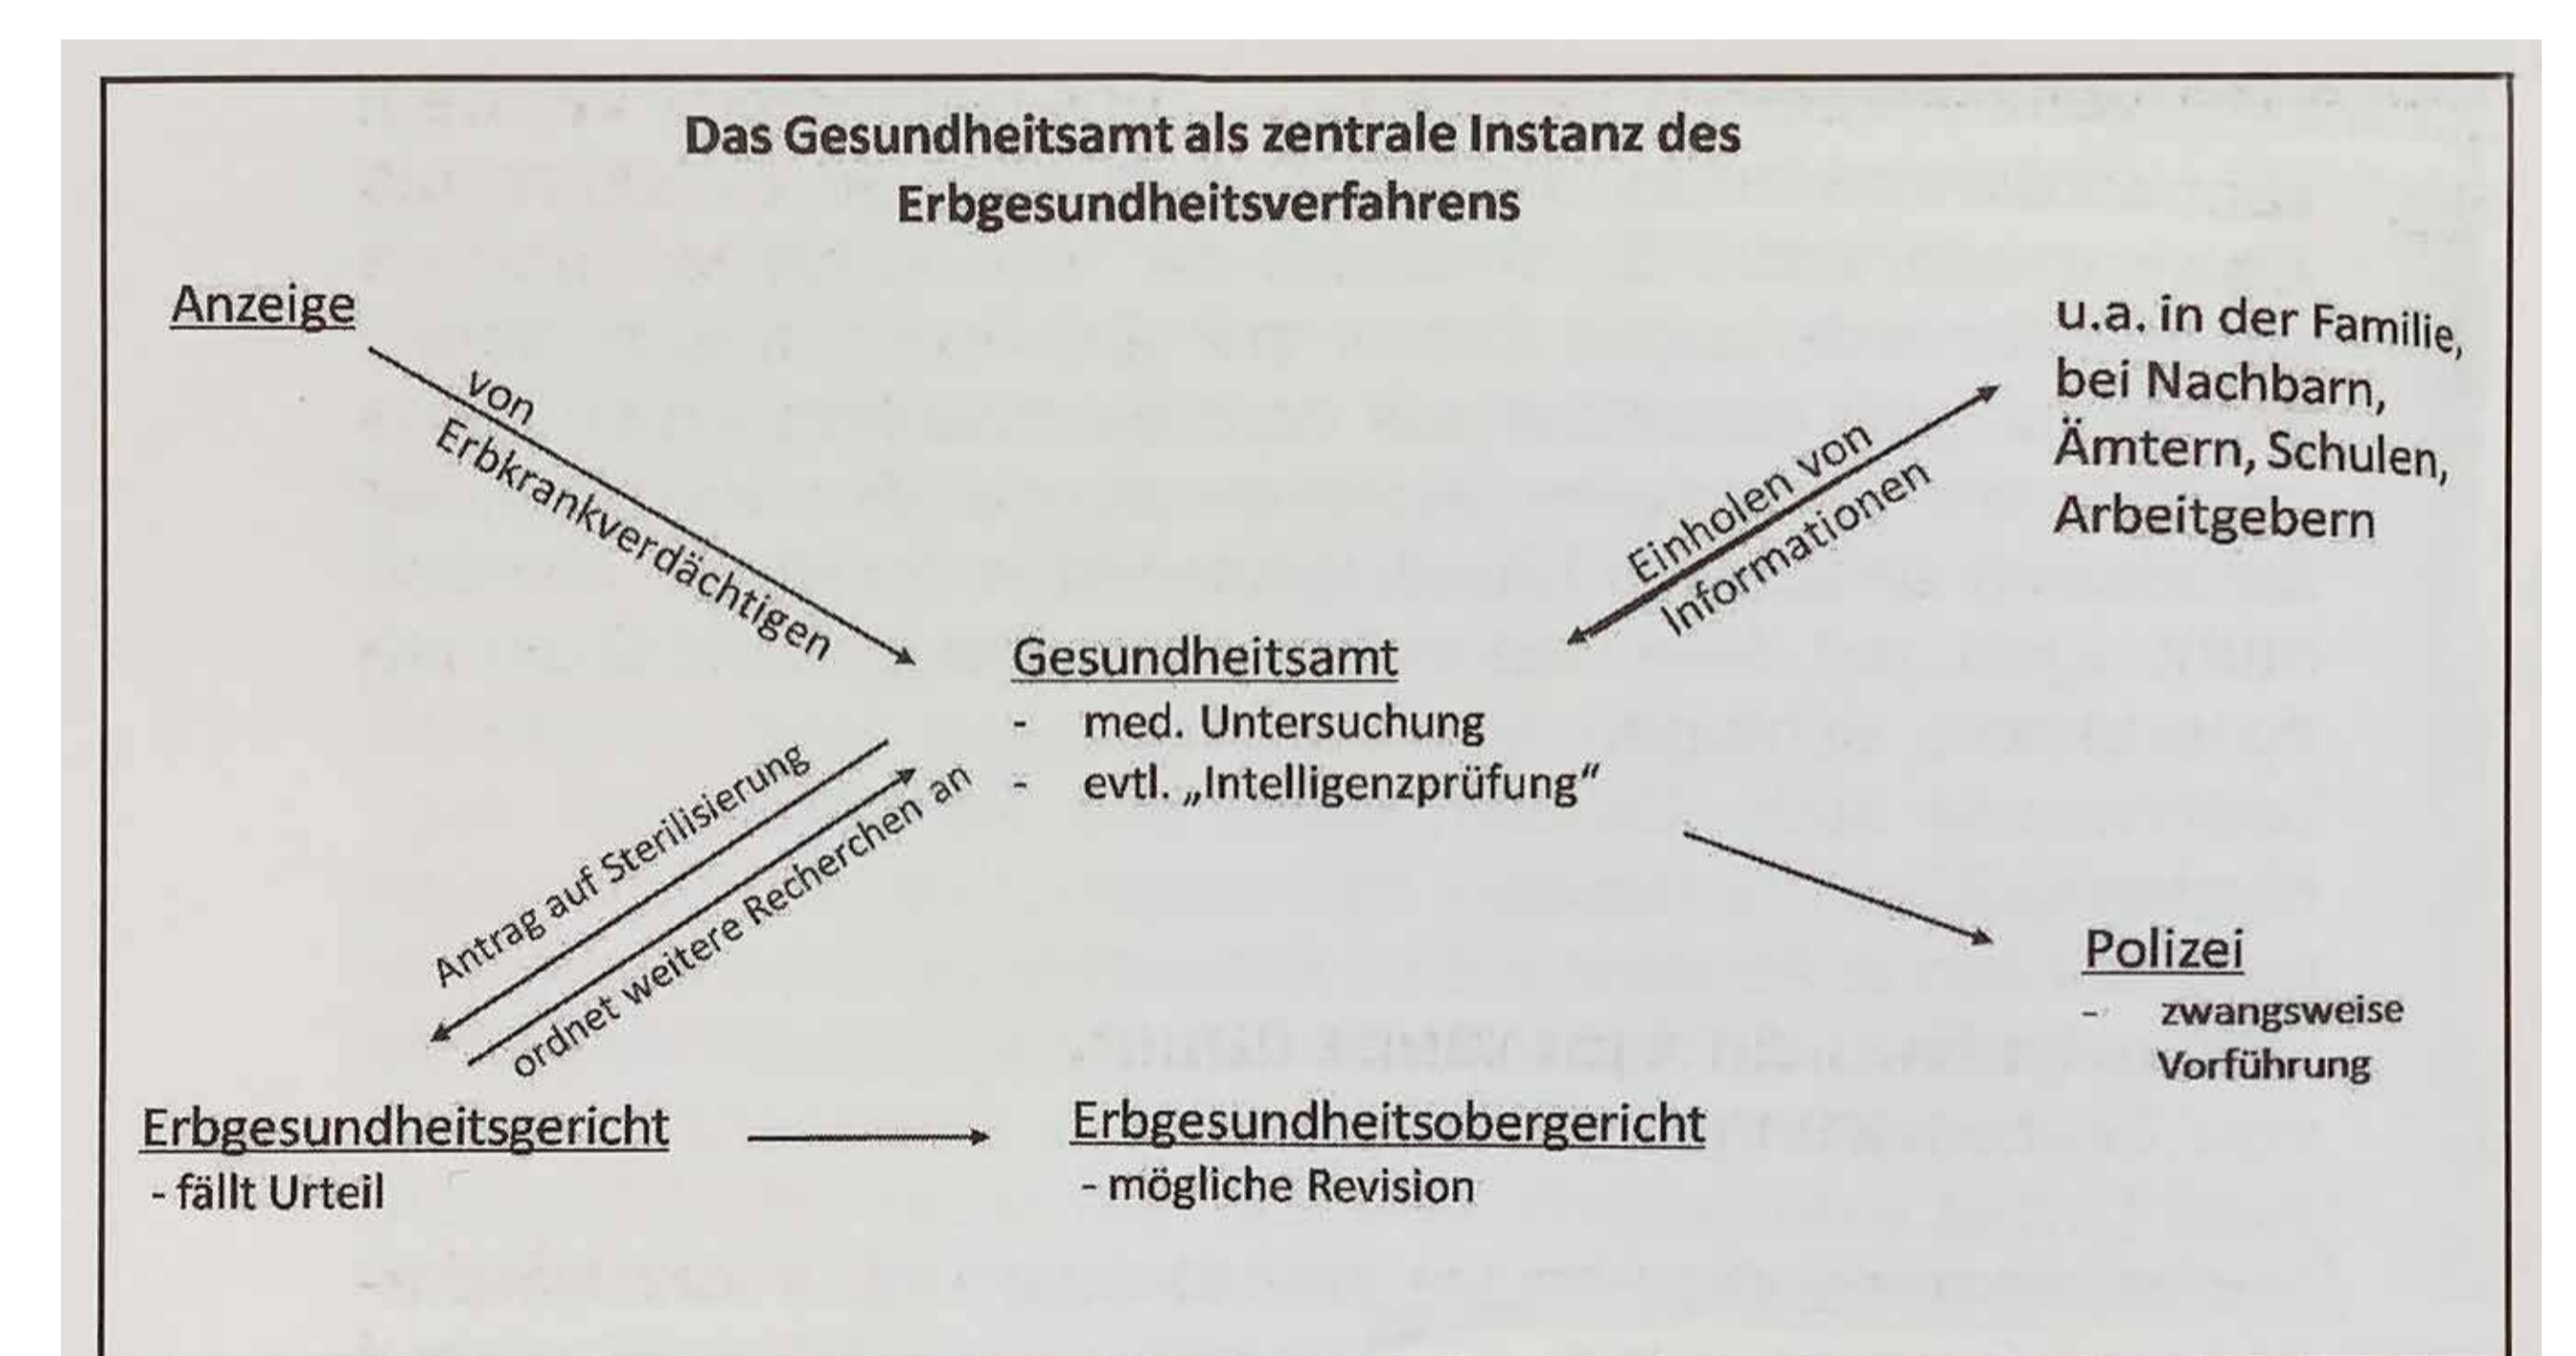 Das Gesundheitsamt als zentrale Instanz des
Erbgesundheitsverfahrens
Anzeige
von
Erbkrankverdächtigen
u.a. in der Familie,
bei Nachbarn,
Ämtern, Schulen,
Arbeitgebern
Einholen von
Informationen
Gesundheitsamt
- med. Untersuchung
- evtl. „Intelligenzprüfung“
Antrag auf Sterilisierung
ordnet weitere Recherchen an
Polizei
- zwangsweise
Vorführung
Erbgesundheitsgericht
- fällt Urteil
Erbgesundheitsobergericht
- mögliche Revision